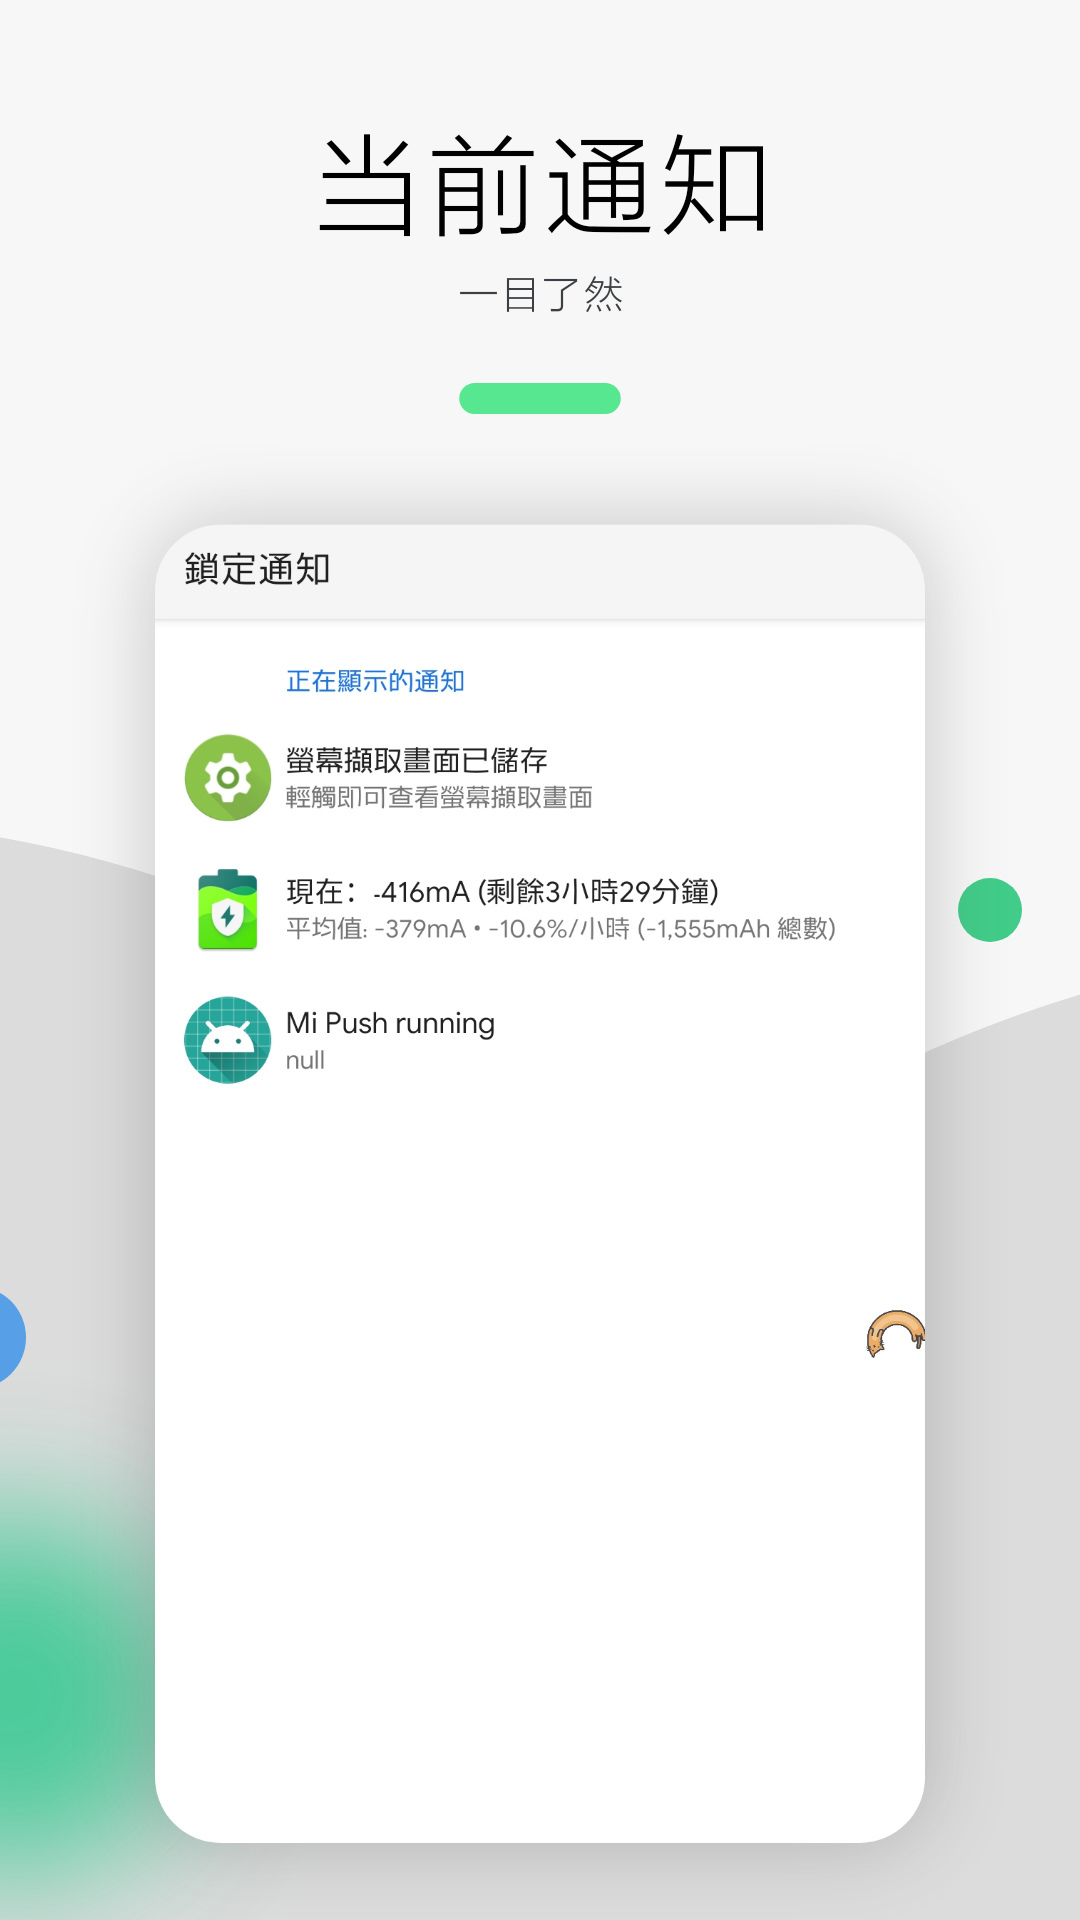 当前通知
一目了然
鎖定通知
正在顯示的通知
螢幕擷取畫面已儲存
輕觸即可查看螢幕擷取畫面
現在：-416mA (剩餘3小時29分鐘)
平均值: -379mA • -10.6%/小時 (-1,555mAh 總數)
Mi Push running
null